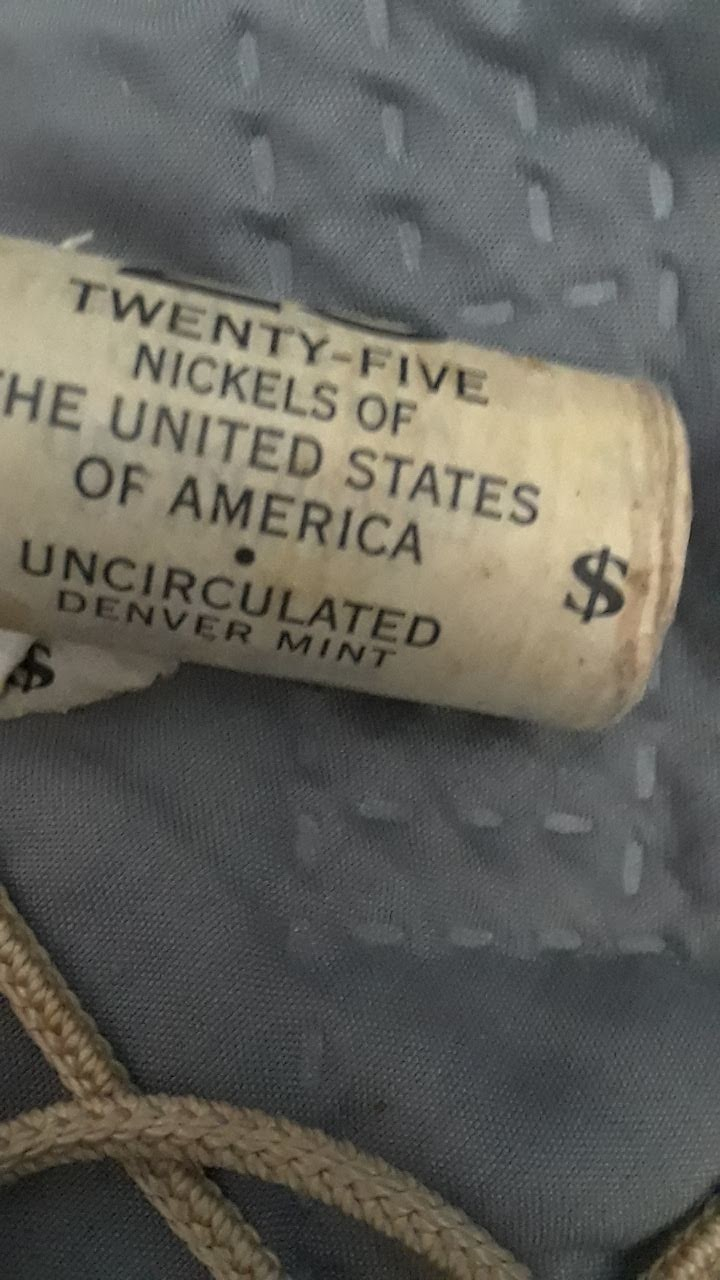 TWENTY-FIVE
NICKELS OF
THE UNITED STATES
OF AMERICA
•
UNCIRCULATED
DENVER MINT
$
$